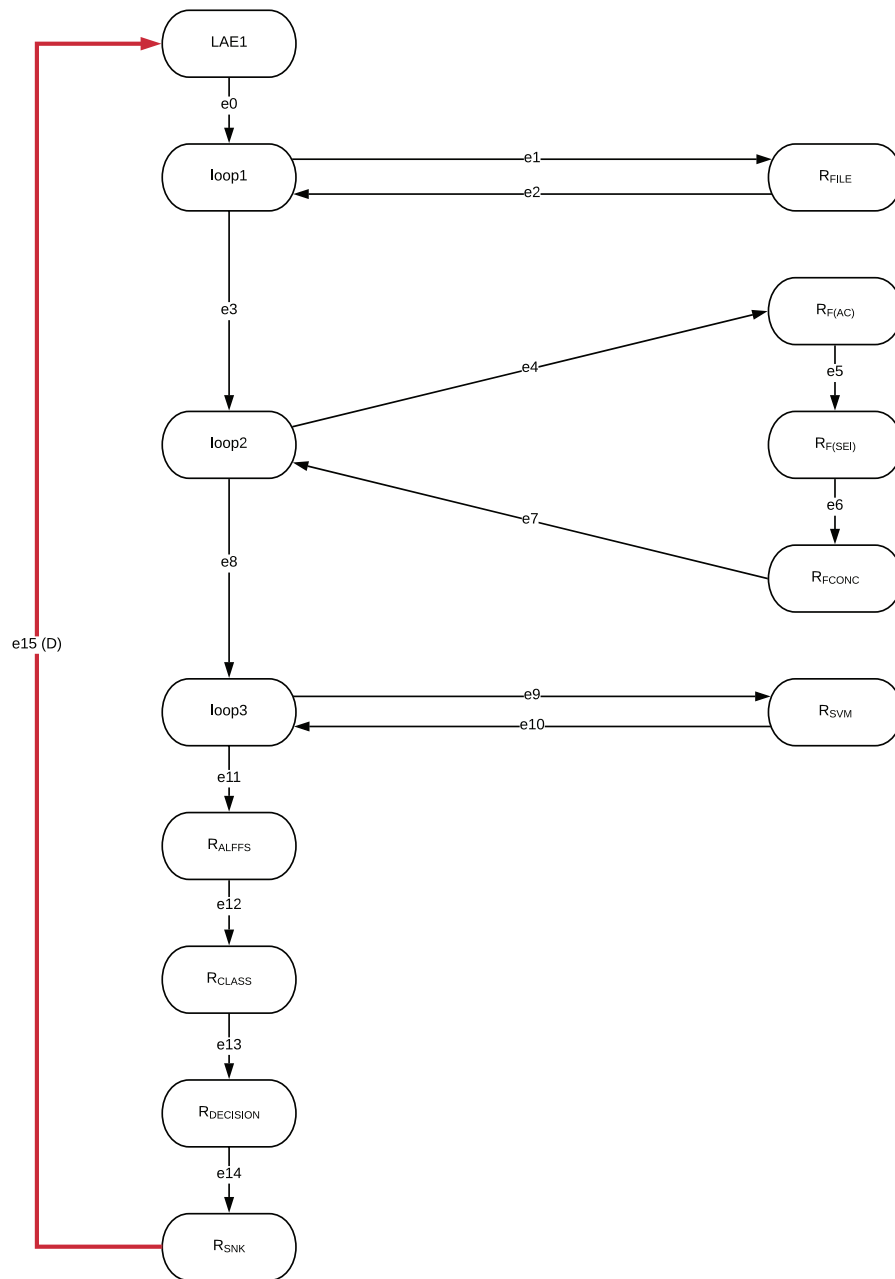 LAE1
e0
loop1
e1
RFILE
e2
e3
RF(AC)
e4
e5
loop2
RF(SEI)
e6
e7
e8
RFCONC
e15 (D)
loop3
e9
RSVM
e10
e11
RALFFS
e12
RCLASS
e13
RDECISION
e14
RSNK